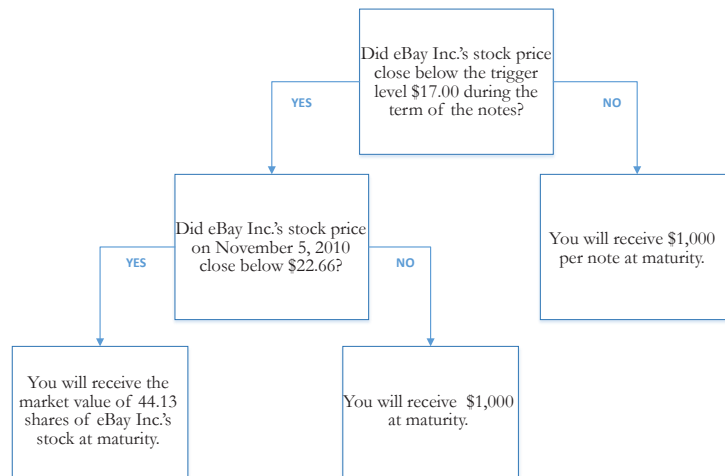 Did eBay Inc.'s stock price
close below the trigger
level $17.00 during the
term of the notes?
YES
NO
Did eBay Inc.'s stock price
on November 5, 2010
close below $22.66?
You will receive $1,000
per note at maturity.
YES
NO
You will receive the
market value of 44.13
shares of eBay Inc.'s
stock at maturity.
You will receive $1,000
at maturity.